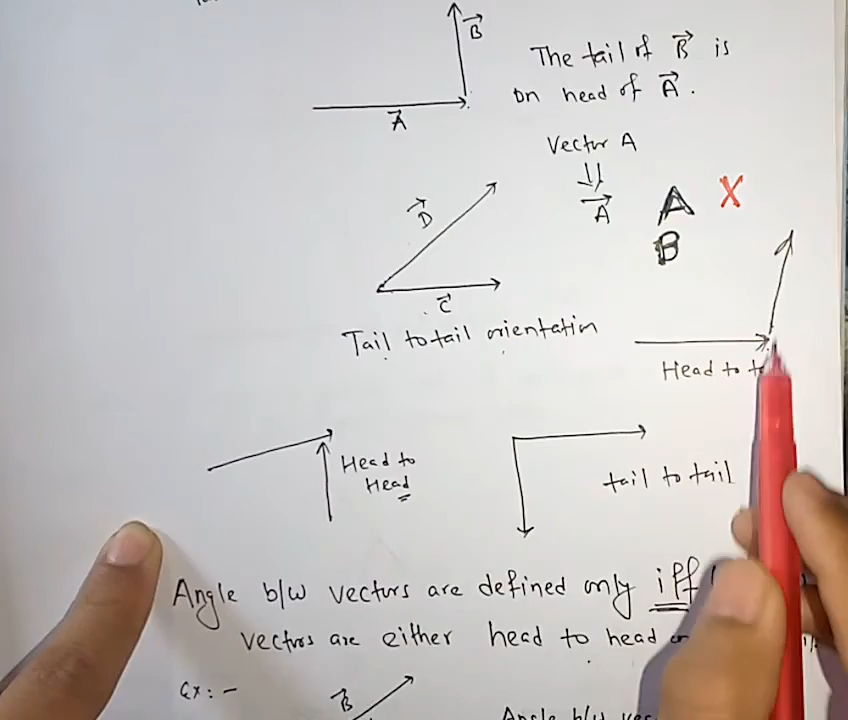 B
The tail of B is
on head of A.
A
Vector A
A A X
B
D
C
Tail to tail orientation
Head to
Head to
Head
tail to tail
Angle b/w vectors are defined only iff
vectors are either head to head
Ex:-
B
Angle b/w